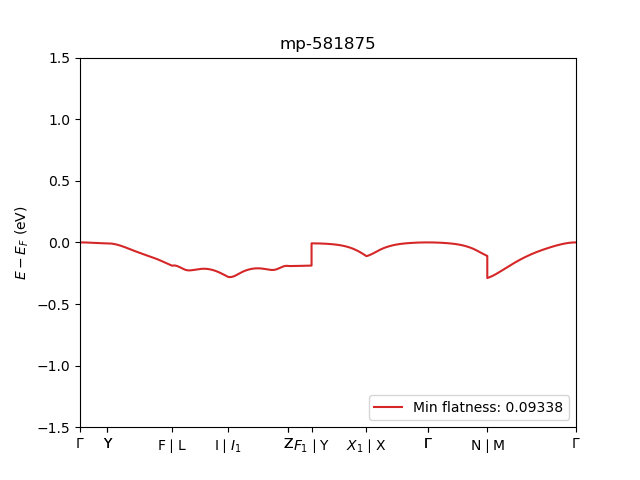 mp-581875
1.5
1.0
0.5
0.0
−0.5
−1.0
−1.5
E − E_F (eV)
Γ Y F | L I | I₁ Z F₁ | Y X₁ | X Γ N | M Γ
Min flatness: 0.09338